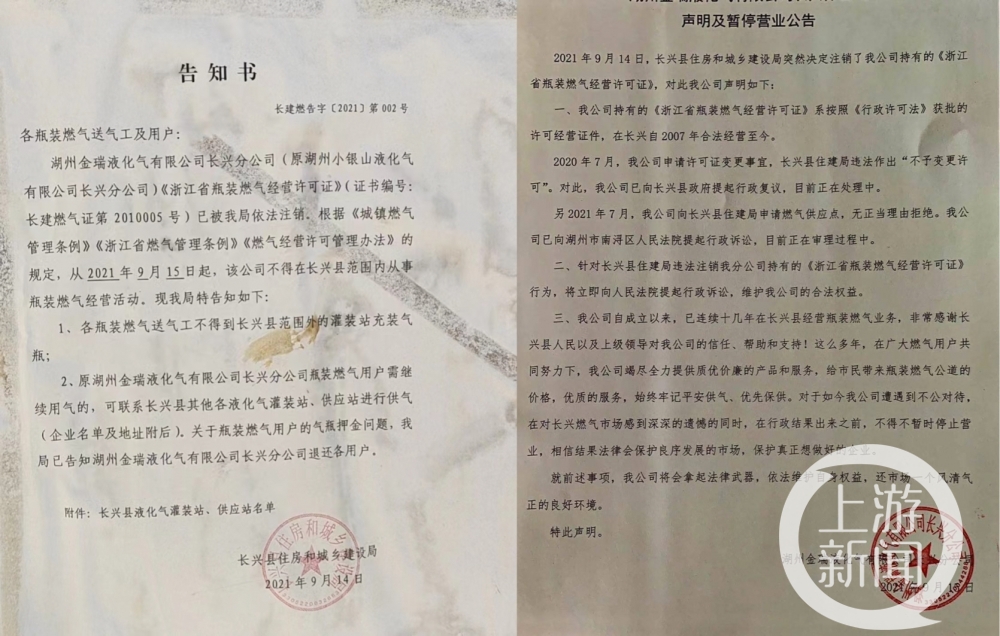 告知书
长建燃告字〔2021〕第 002 号
各瓶装燃气送气工及用户：
湖州金瑞液化气有限公司长兴分公司（原湖州小银山液化气
有限公司长兴分公司）《浙江省瓶装燃气经营许可证》（证书编号：
长建燃气证第 2010005 号）已被我局依法注销，根据《城镇燃气
管理条例》《浙江省燃气管理条例》《燃气经营许可管理办法》的
规定，从 2021 年 9 月 15 日起，该公司不得在长兴县范围内从事
瓶装燃气经营活动。现我局特告知如下：
1、各瓶装燃气送气工不得到长兴县范围外的灌装站充装气
瓶；
2、原湖州金瑞液化气有限公司长兴分公司瓶装燃气用户需继
续用气的，可联系长兴县其他各液化气灌装站、供应站进行供气
（企业名单及地址附后）。关于瓶装燃气用户的气瓶押金问题，我
局已告知湖州金瑞液化气有限公司长兴分公司退还各用户。
附件：长兴县液化气灌装站、供应站名单
长兴县住房和城乡建设局
2021 年 9 月 14 日
声明及暂停营业公告
2021 年 9 月 14 日，长兴县住房和城乡建设局突然决定注销了我公司持有的《浙江
省瓶装燃气经营许可证》，对此我公司声明如下：
一、我公司持有的《浙江省瓶装燃气经营许可证》系按照《行政许可法》获批的
许可经营证件，在长兴自 2007 年合法经营至今。
2020 年 7 月，我公司申请许可证变更事宜，长兴县住建局违法作出“不予变更许
可”。对此，我公司已向长兴县政府提起行政复议，目前正在处理中。
另 2021 年 7 月，我公司向长兴县住建局申请燃气供应点，无正当理由拒绝。我公
司已向湖州市南浔区人民法院提起行政诉讼，目前正在审理过程中。
二、针对长兴县住建局违法注销我分公司持有的《浙江省瓶装燃气经营许可证》
行为，将立即向人民法院提起行政诉讼，维护我公司的合法权益。
三、我公司自成立以来，已连续十几年在长兴县经营瓶装燃气业务，非常感谢长
兴县人民以及上级领导对我公司的信任、帮助和支持！这么多年，在广大燃气用户共
同努力下，我公司竭尽全力提供质优价廉的产品和服务，给市民带来瓶装燃气公道的
价格，优质的服务，始终牢记平安供气、优先保供。对于如今我公司遭遇到不公对待，
在对长兴燃气市场感到深深的遗憾的同时，在行政结果出来之前，不得不暂时停止营
业，相信结果法律会保护良序发展的市场，保护真正想做好的企业。
就前述事项，我公司将会拿起法律武器，依法维护自身权益，还市场一个风清气
正的良好环境。
特此声明。
湖州金瑞液化气有限
2021 年 9 月 15 日
上游新闻